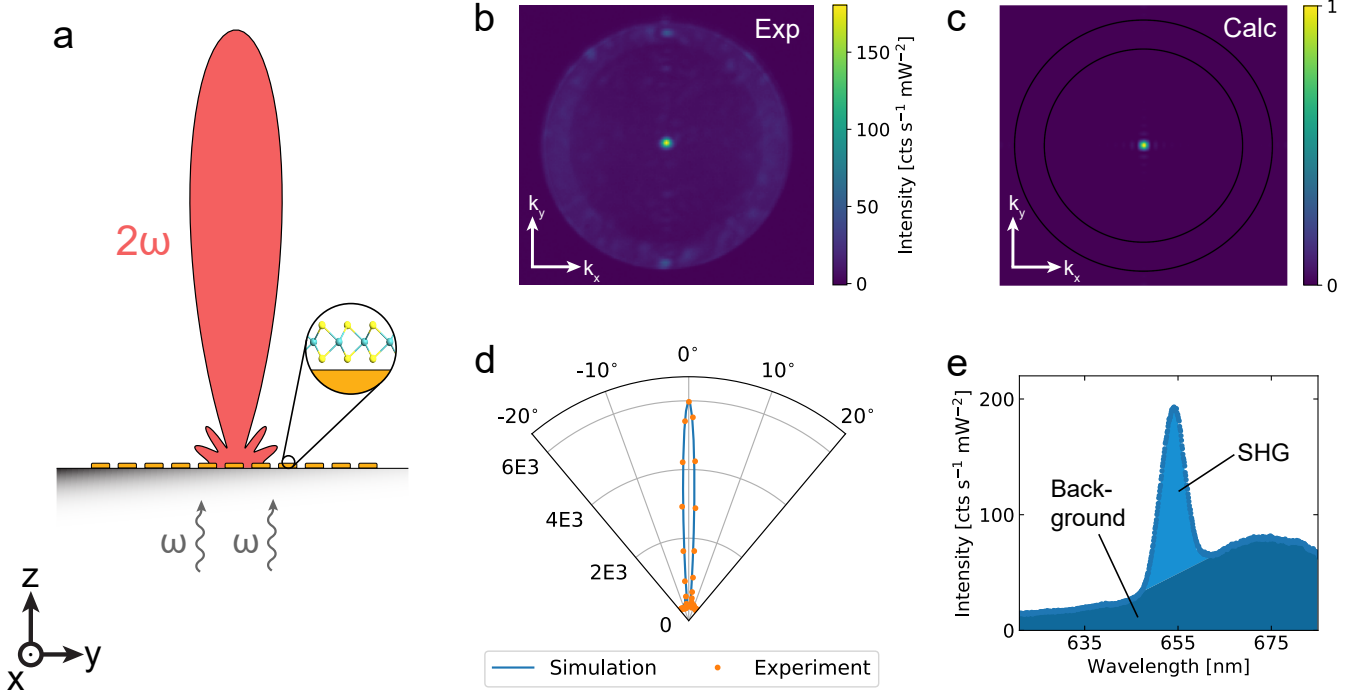 a
2ω
ω
ω
z
y
x
b
Exp
k_y
k_x
150
100
50
0
Intensity [cts s⁻¹ mW⁻²]
c
Calc
k_y
k_x
1
0
d
-20°
-10°
0°
10°
20°
6E3
4E3
2E3
0
Simulation
Experiment
e
200
100
0
Intensity [cts s⁻¹ mW⁻²]
Back-
ground
SHG
635
655
675
Wavelength [nm]